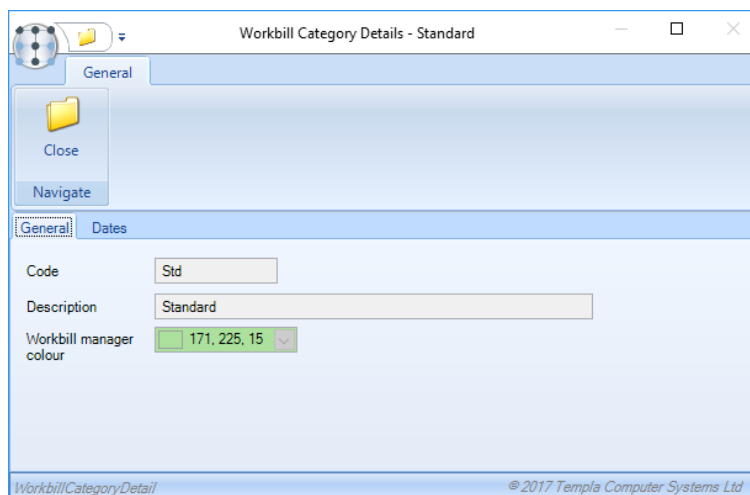 Workbill Category Details - Standard
General
Close
Navigate
General Dates
Code Std
Description Standard
Workbill manager colour 171, 225, 15
WorkbillCategoryDetail © 2017 Templa Computer Systems Ltd